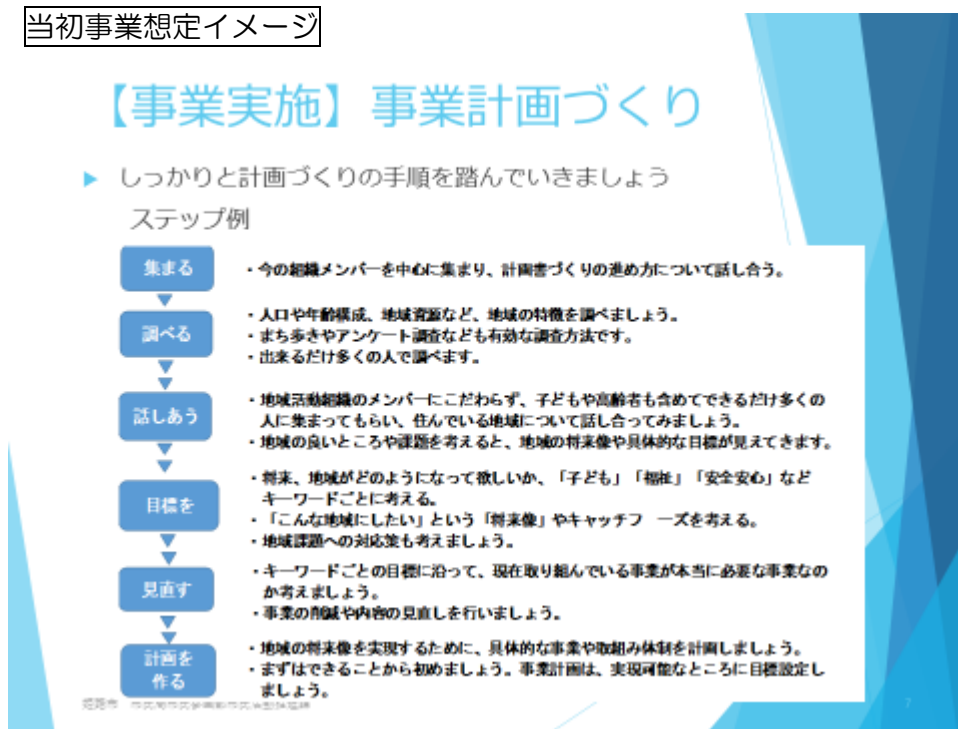 当初事業想定イメージ
【事業実施】事業計画づくり
しっかりと計画づくりの手順を踏んでいきましょう
ステップ例
集まる
・今の組織メンバーを中心に集まり、計画書づくりの進め方について話し合う。
調べる
・人口や年齢構成、地域資源など、地域の特徴を調べましょう。
・まち歩きやアンケート調査なども有効な調査方法です。
・出来るだけ多くの人で調べます。
話しあう
・地域活動組織のメンバーにこだわらず、子どもや高齢者も含めてできるだけ多くの
人に集まってもらい、住んでいる地域について話し合ってみましょう。
・地域の良いところや課題を考えると、地域の将来像や具体的な目標が見えてきます。
目標を
・将来、地域がどのようになって欲しいか、「子ども」「福祉」「安全安心」など
キーワードごとに考える。
・「こんな地域にしたい」という「将来像」やキャッチフ ーズを考える。
・地域課題への対応策も考えましょう。
見直す
・キーワードごとの目標に沿って、現在取り組んでいる事業が本当に必要な事業なの
か考えましょう。
・事業の削減や内容の見直しを行いましょう。
計画を
作る
・地域の将来像を実現するために、具体的な事業や取組み体制を計画しましょう。
・まずはできることから初めましょう。事業計画は、実現可能なところに目標設定し
ましょう。
7